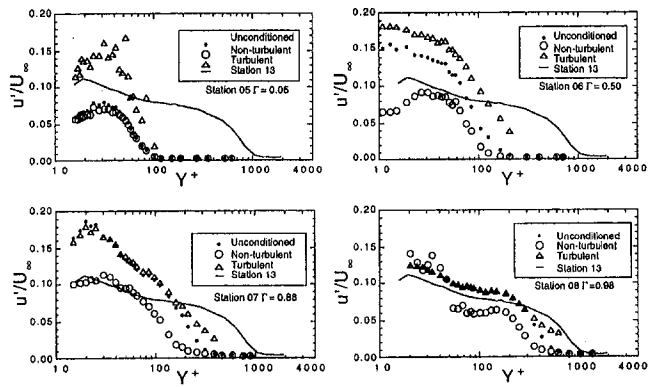 0.20
0.15
0.10
0.05
0.00
u'/U∞
Unconditioned
Non-turbulent
Turbulent
Station 13
Station 05 Γ = 0.05
1 0 100 1000 4000
Y+
0.20
0.15
0.10
0.05
0.00
u'/U∞
Unconditioned
Non-turbulent
Turbulent
Station 13
Station 06 Γ = 0.50
1 0 100 1000 4000
Y+
0.20
0.15
0.10
0.05
0.00
u'/U∞
Unconditioned
Non-turbulent
Turbulent
Station 13
Station 07 Γ = 0.88
1 0 100 1000 4000
Y+
0.20
0.15
0.10
0.05
0.00
u'/U∞
Unconditioned
Non-turbulent
Turbulent
Station 13
Station 08 Γ=0.98
1 0 100 1000 4000
Y+